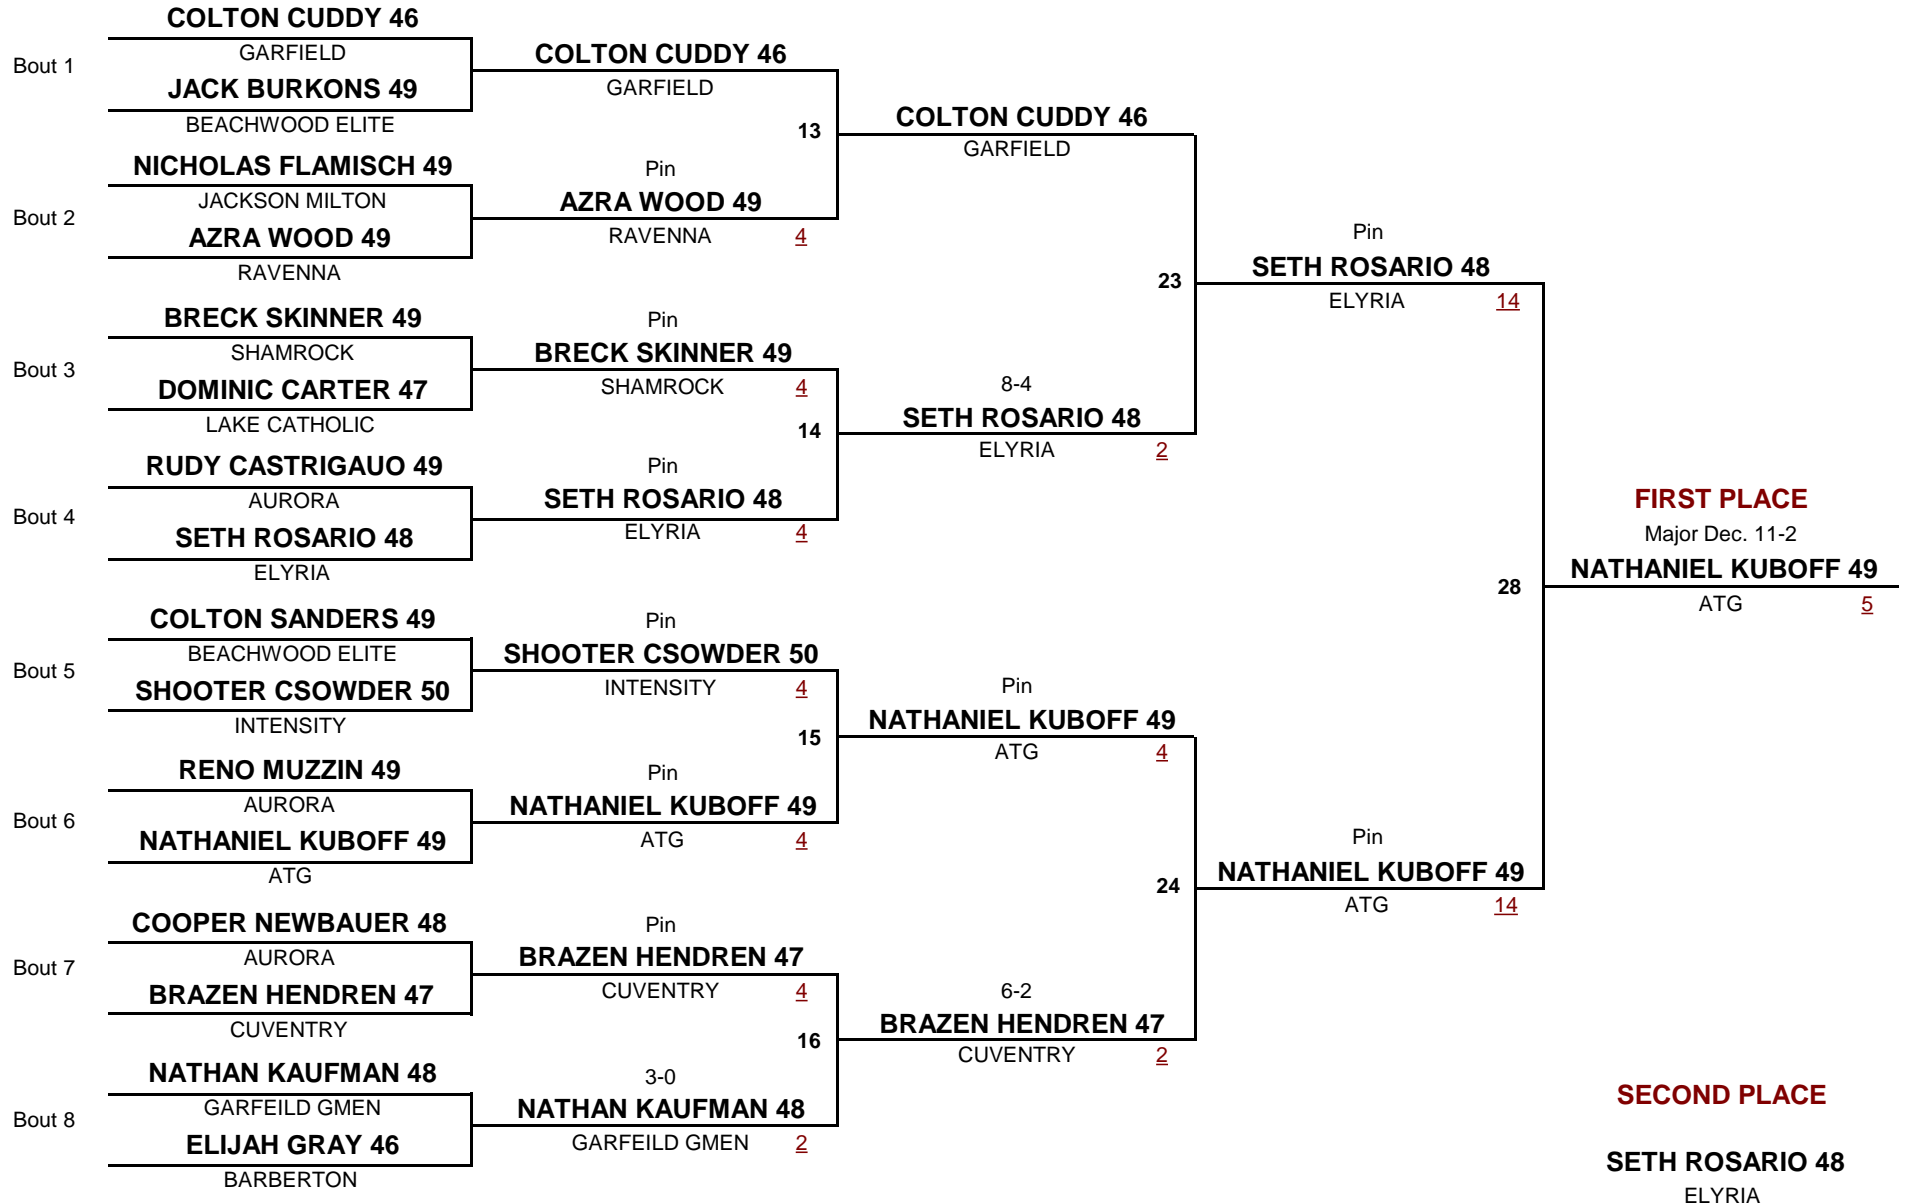 COLTON CUDDY 46
GARFIELD
Bout 1
JACK BURKONS 49
BEACHWOOD ELITE
NICHOLAS FLAMISCH 49
JACKSON MILTON
Bout 2
AZRA WOOD 49
RAVENNA
BRECK SKINNER 49
SHAMROCK
Bout 3
DOMINIC CARTER 47
LAKE CATHOLIC
RUDY CASTRIGAUO 49
AURORA
Bout 4
SETH ROSARIO 48
ELYRIA
COLTON SANDERS 49
BEACHWOOD ELITE
Bout 5
SHOOTER CSOWDER 50
INTENSITY
RENO MUZZIN 49
AURORA
Bout 6
NATHANIEL KUBOFF 49
ATG
COOPER NEWBAUER 48
AURORA
Bout 7
BRAZEN HENDREN 47
CUVENTRY
NATHAN KAUFMAN 48
GARFEILD GMEN
Bout 8
ELIJAH GRAY 46
BARBERTON
COLTON CUDDY 46
GARFIELD
13
Pin
AZRA WOOD 49
RAVENNA 4
Pin
BRECK SKINNER 49
SHAMROCK 4
14
Pin
SETH ROSARIO 48
ELYRIA 4
Pin
SHOOTER CSOWDER 50
INTENSITY 4
15
Pin
NATHANIEL KUBOFF 49
ATG 4
Pin
BRAZEN HENDREN 47
CUVENTRY 4
16
3-0
NATHAN KAUFMAN 48
GARFEILD GMEN 2
COLTON CUDDY 46
GARFIELD
23
8-4
SETH ROSARIO 48
ELYRIA 2
Pin
NATHANIEL KUBOFF 49
ATG 4
24
6-2
BRAZEN HENDREN 47
CUVENTRY 2
Pin
SETH ROSARIO 48
ELYRIA 14
28
Pin
NATHANIEL KUBOFF 49
ATG 14
FIRST PLACE
Major Dec. 11-2
NATHANIEL KUBOFF 49
ATG 5
SECOND PLACE
SETH ROSARIO 48
ELYRIA